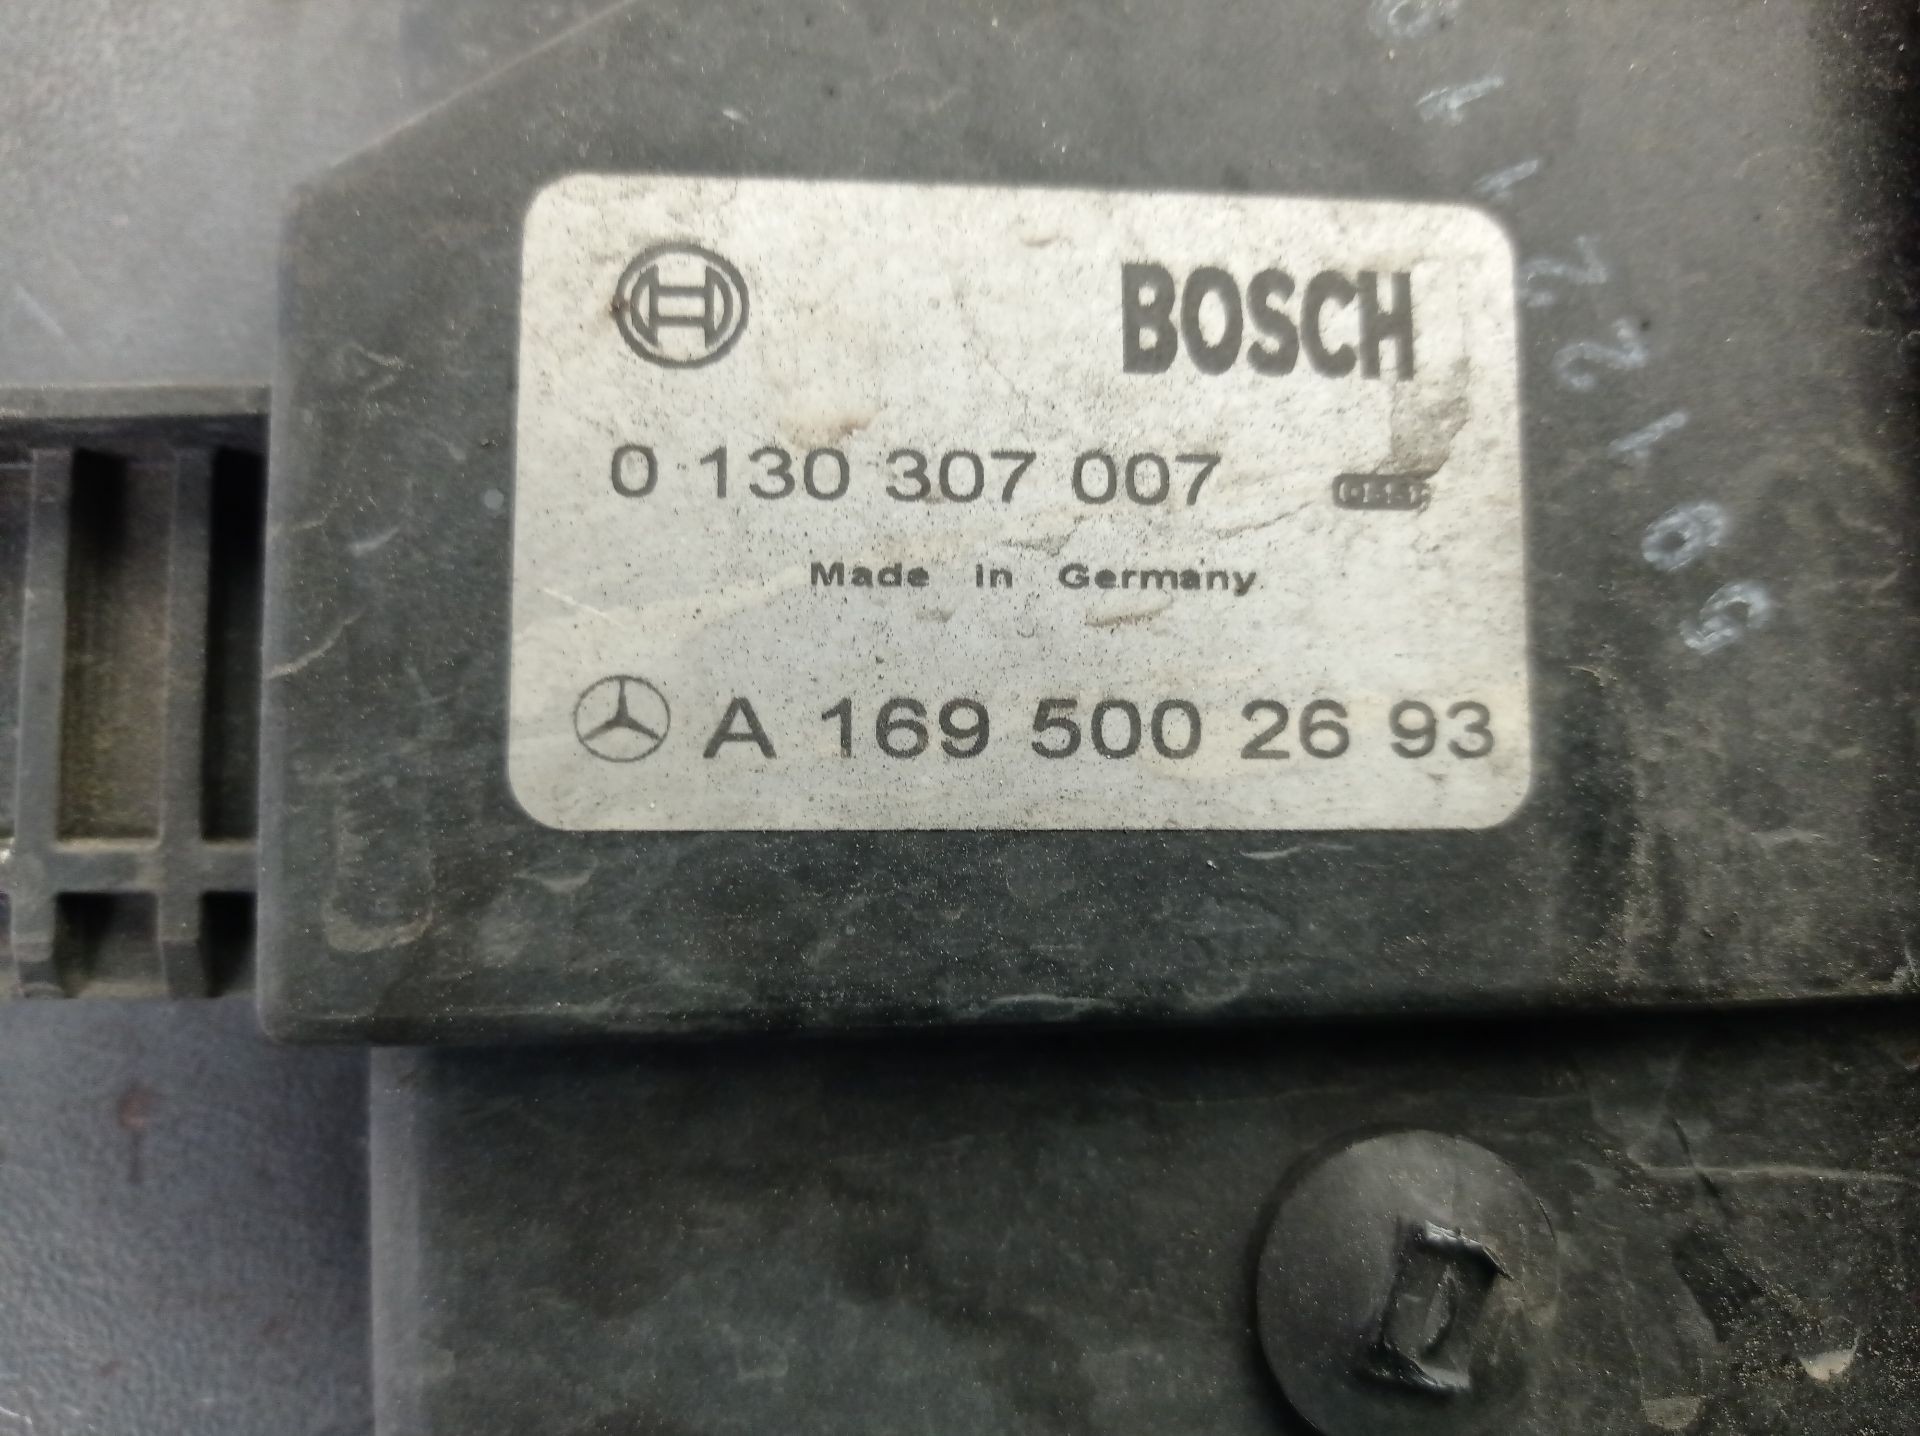 BOSCH
0 130 307 007
Made in Germany
A 169 500 26 93